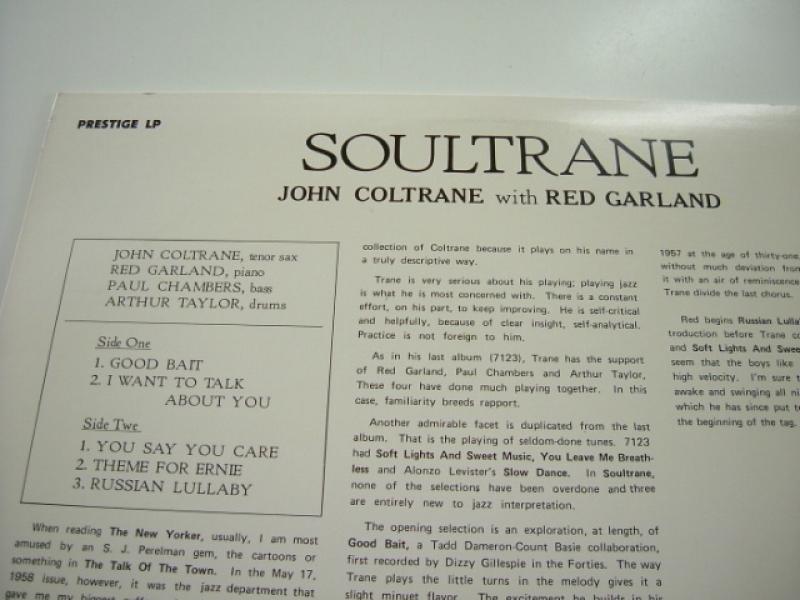 PRESTIGE LP
SOULTRANE
JOHN COLTRANE with RED GARLAND
JOHN COLTRANE, tenor sax
RED GARLAND, piano
PAUL CHAMBERS, bass
ARTHUR TAYLOR, drums
Side One
1. GOOD BAIT
2. I WANT TO TALK
ABOUT YOU
Side Two
1. YOU SAY YOU CARE
2. THEME FOR ERNIE
3. RUSSIAN LULLABY
When reading The New Yorker, usually, I am most
amused by an S. J. Perelman gem, the cartoons or
something in The Talk Of The Town. In the May 17,
1958 issue, however, it was the jazz department that
gave me my biggest
collection of Coltrane because it plays on his name in
a truly descriptive way.
Trane is very serious about his playing; playing jazz
is what he is most concerned with. There is a constant
effort, on his part, to keep improving. He is self-critical
and helpfully, because of clear insight, self-analytical.
Practice is not foreign to him.
As in his last album (7123), Trane has the support
of Red Garland, Paul Chambers and Arthur Taylor,
These four have done much playing together. In this
case, familiarity breeds rapport.
Another admirable facet is duplicated from the last
album. That is the playing of seldom-done tunes. 7123
had Soft Lights And Sweet Music, You Leave Me Breath-
less and Alonzo Levister's Slow Dance. In Soultrane,
none of the selections have been overdone and three
are entirely new to jazz interpretation.
The opening selection is an exploration, at length, of
Good Bait, a Tadd Dameron-Count Basie collaboration,
first recorded by Dizzy Gillespie in the Forties. The way
Trane plays the little turns in the melody gives it a
slight minuet flavor. The excitement he builds in his
1957 at the age of thirty-one.
without much deviation from
it with an air of reminiscence
Trane divide the last chorus.
Red begins Russian
troduction before Trane
and Soft Lights And
seem that the boys like
high velocity. I'm sure
awake and swinging all
which he has since put
the beginning of the tag.